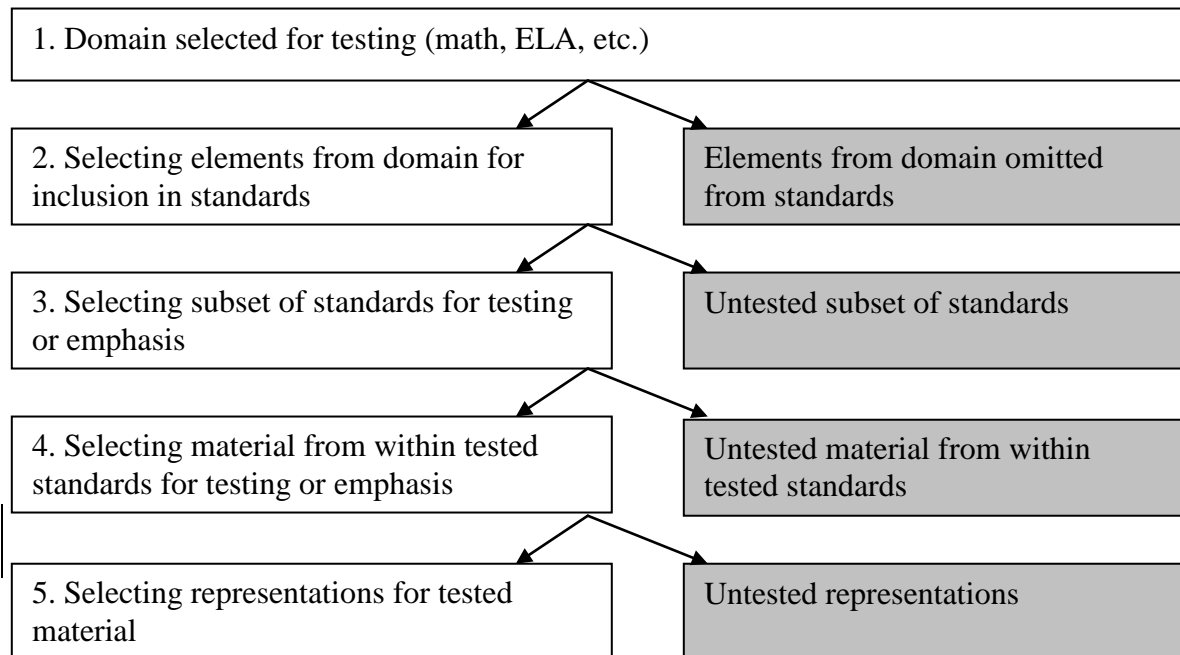 1. Domain selected for testing (math, ELA, etc.)
2. Selecting elements from domain for
inclusion in standards
Elements from domain omitted
from standards
3. Selecting subset of standards for testing
or emphasis
Untested subset of standards
4. Selecting material from within tested
standards for testing or emphasis
Untested material from within
tested standards
5. Selecting representations for tested
material
Untested representations